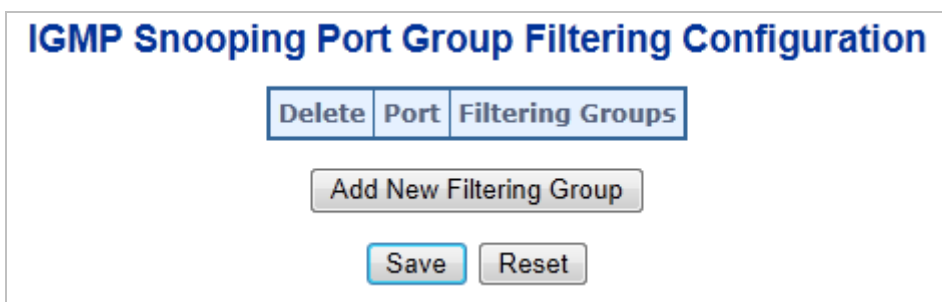 IGMP Snooping Port Group Filtering Configuration
Delete Port Filtering Groups
Add New Filtering Group
Save Reset